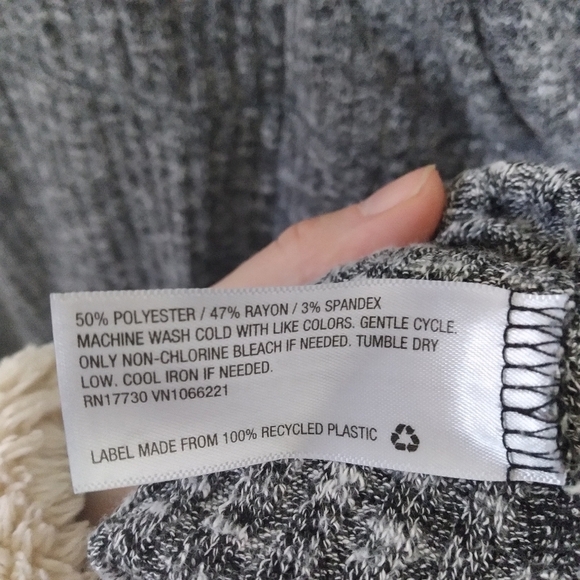 50% POLYESTER / 47% RAYON / 3% SPANDEX
MACHINE WASH COLD WITH LIKE COLORS. GENTLE CYCLE.
ONLY NON-CHLORINE BLEACH IF NEEDED. TUMBLE DRY
LOW. COOL IRON IF NEEDED.
RN17730 VN1066221
LABEL MADE FROM 100% RECYCLED PLASTIC